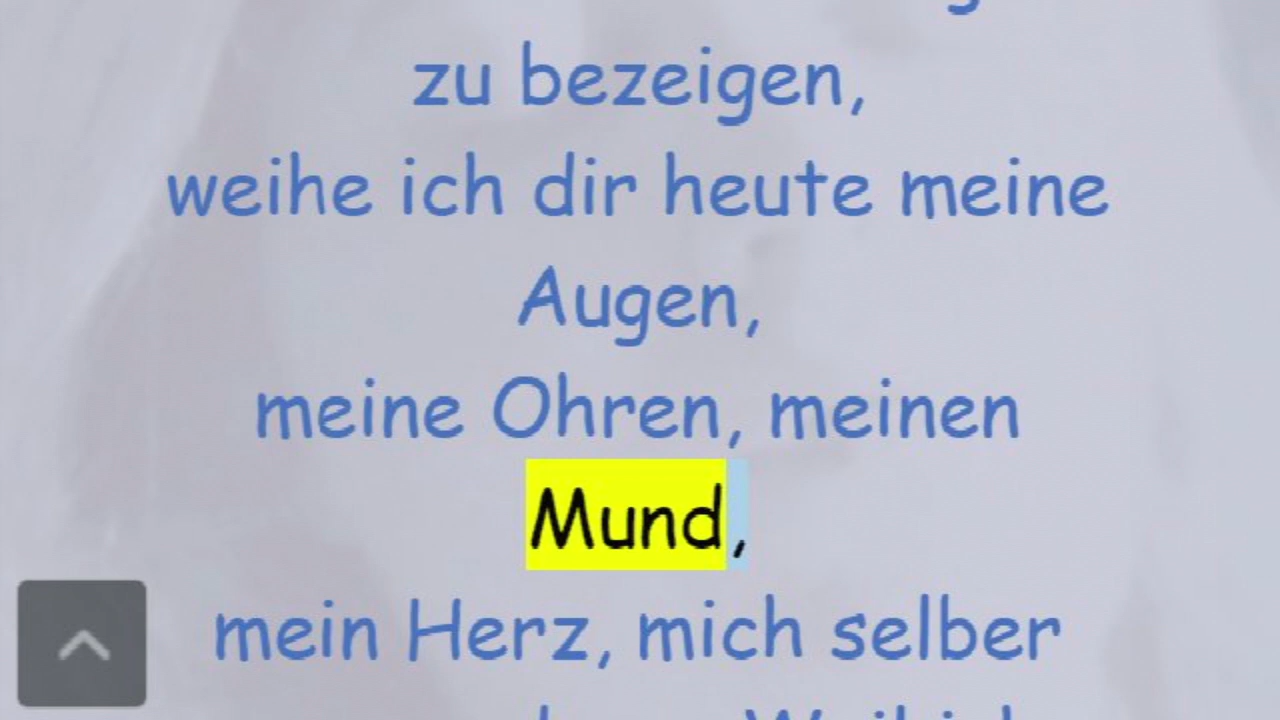 zu bezeigen,
weihe ich dir heute meine
Augen,
meine Ohren, meinen
Mund,
mein Herz, mich selber